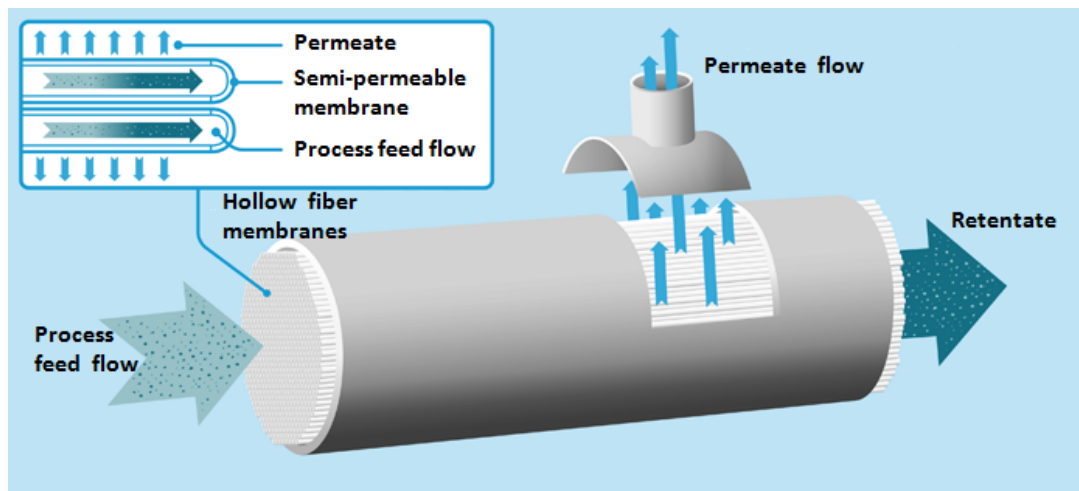 Permeate
Semi-permeable
membrane
Process feed flow
Hollow fiber
membranes
Permeate flow
Retentate
Process
feed flow